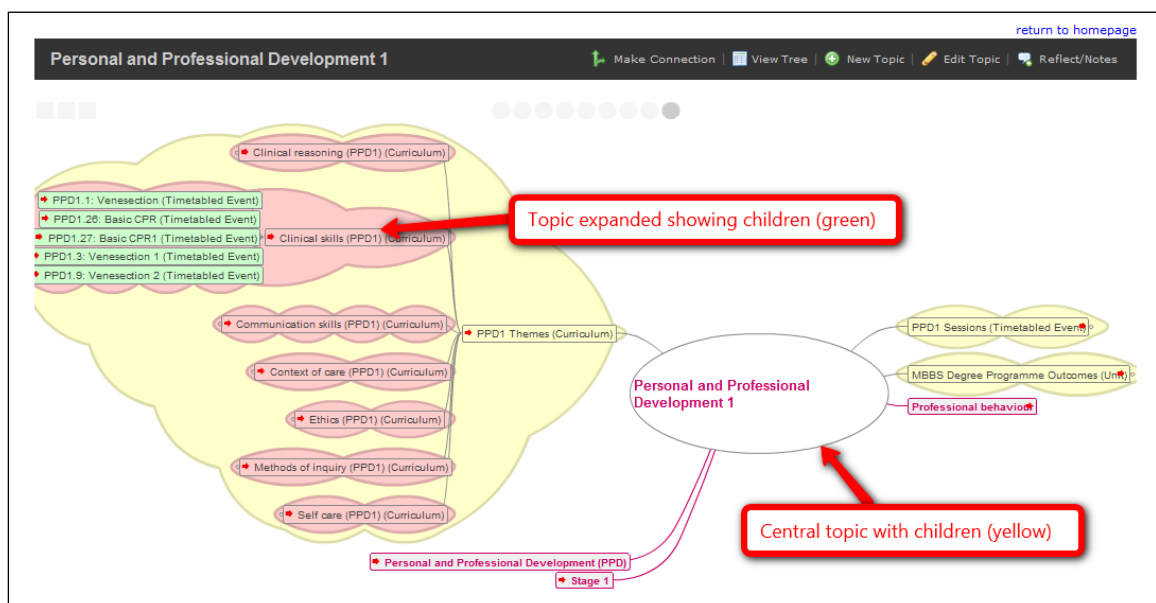 return to homepage
Personal and Professional Development 1
Make Connection | View Tree | New Topic | Edit Topic | Reflect/Notes
Clinical reasoning (PPD1) (Curriculum)
PPD1.1: Venesection (Timetabled Event)
PPD1.26: Basic CPR (Timetabled Event)
PPD1.27: Basic CPR1 (Timetabled Event)
PPD1.3: Venesection 1 (Timetabled Event)
PPD1.9: Venesection 2 (Timetabled Event)
Clinical skills (PPD1) (Curriculum)
Topic expanded showing children (green)
Communication skills (PPD1) (Curriculum)
Context of care (PPD1) (Curriculum)
Ethics (PPD1) (Curriculum)
Methods of inquiry (PPD1) (Curriculum)
Self care (PPD1) (Curriculum)
PPD1 Themes (Curriculum)
Personal and Professional
Development 1
PPD1 Sessions (Timetabled Event)
MBBS Degree Programme Outcomes (Unit)
Professional behaviour
Central topic with children (yellow)
Personal and Professional Development (PPD)
Stage 1